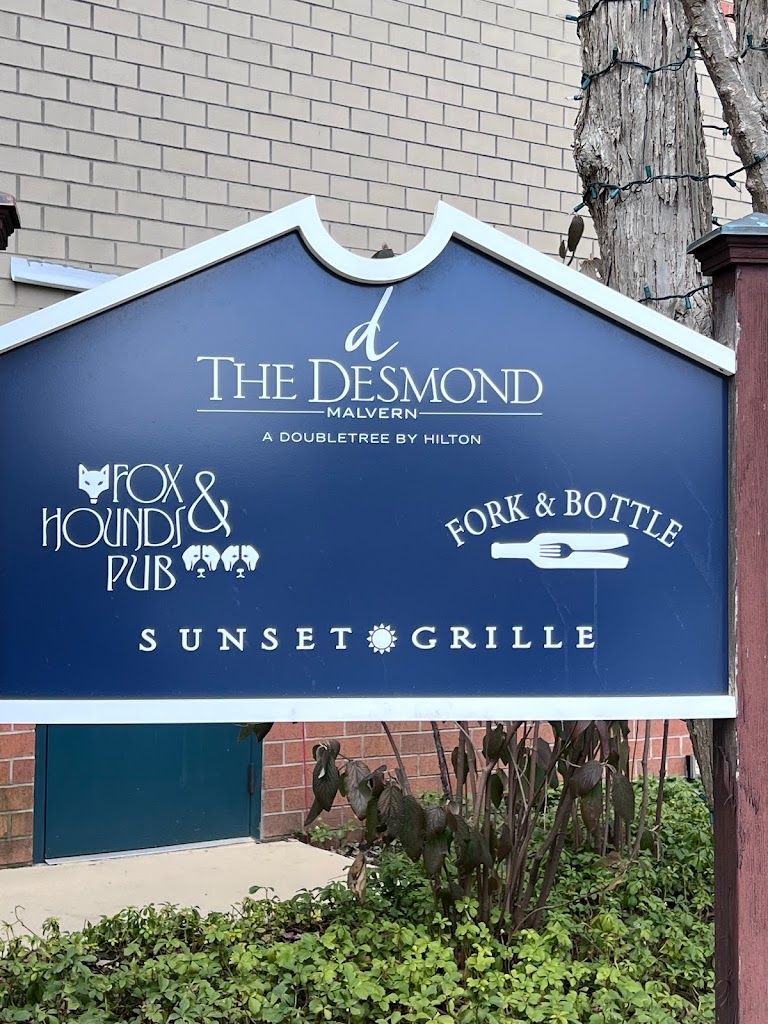 d
THE DESMOND
MALVERN
A DOUBLETREE BY HILTON
FOX &
HOUNDS
PUB
FORK & BOTTLE
SUNSET GRILLE